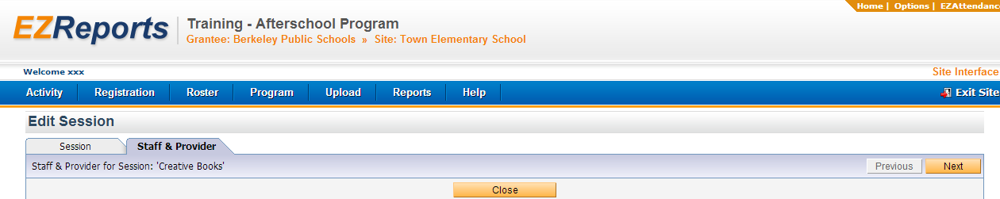 Home | Options | EZAttendanc
EZReports
Training - Afterschool Program
Grantee: Berkeley Public Schools » Site: Town Elementary School
Welcome xxx
Site Interface
Activity Registration Roster Program Upload Reports Help Exit Site
Edit Session
Session Staff & Provider
Staff & Provider for Session: 'Creative Books' Previous Next
Close